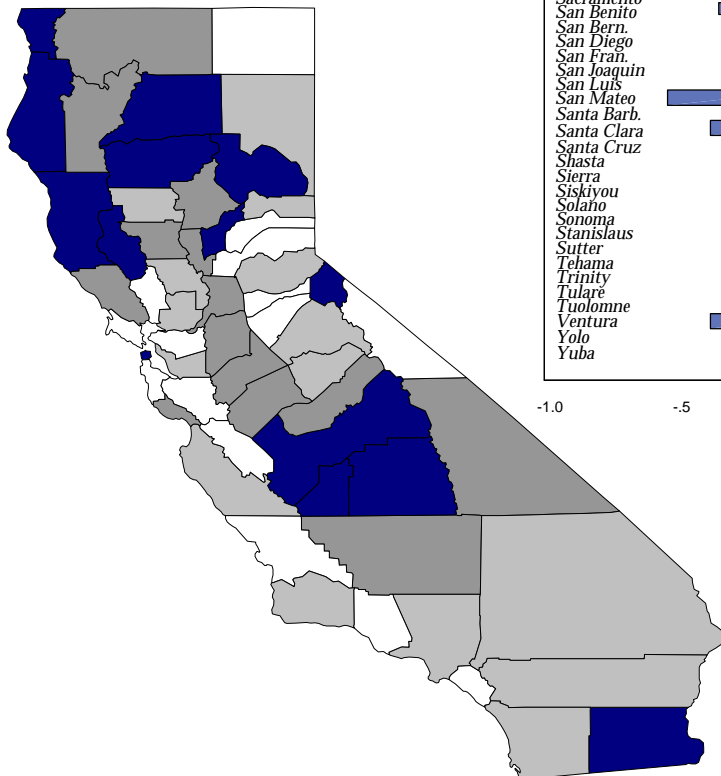 Sacramento
San Benito
San Bern.
San Diego
San Fran.
San Joaquin
San Luis
San Mateo
Santa Barb.
Santa Clara
Santa Cruz
Shasta
Sierra
Siskiyou
Solano
Sonoma
Stanislaus
Sutter
Tehama
Trinity
Tulare
Tuolomne
Ventura
Yolo
Yuba
-1.0 -.5